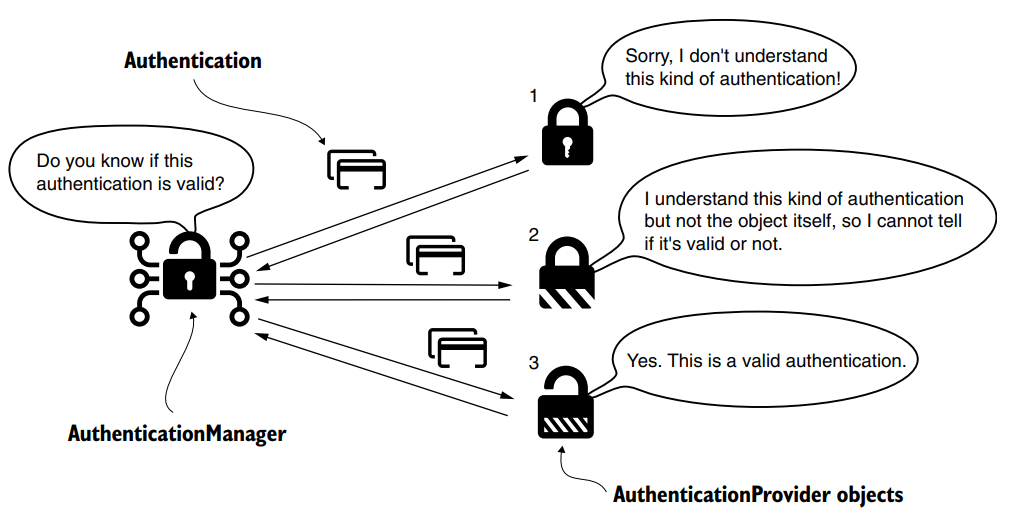 Authentication
Sorry, I don't understand
this kind of authentication!
1
Do you know if this
authentication is valid?
I understand this kind of authentication
but not the object itself, so I cannot tell
if it's valid or not.
2
Yes. This is a valid authentication.
3
AuthenticationManager
AuthenticationProvider objects